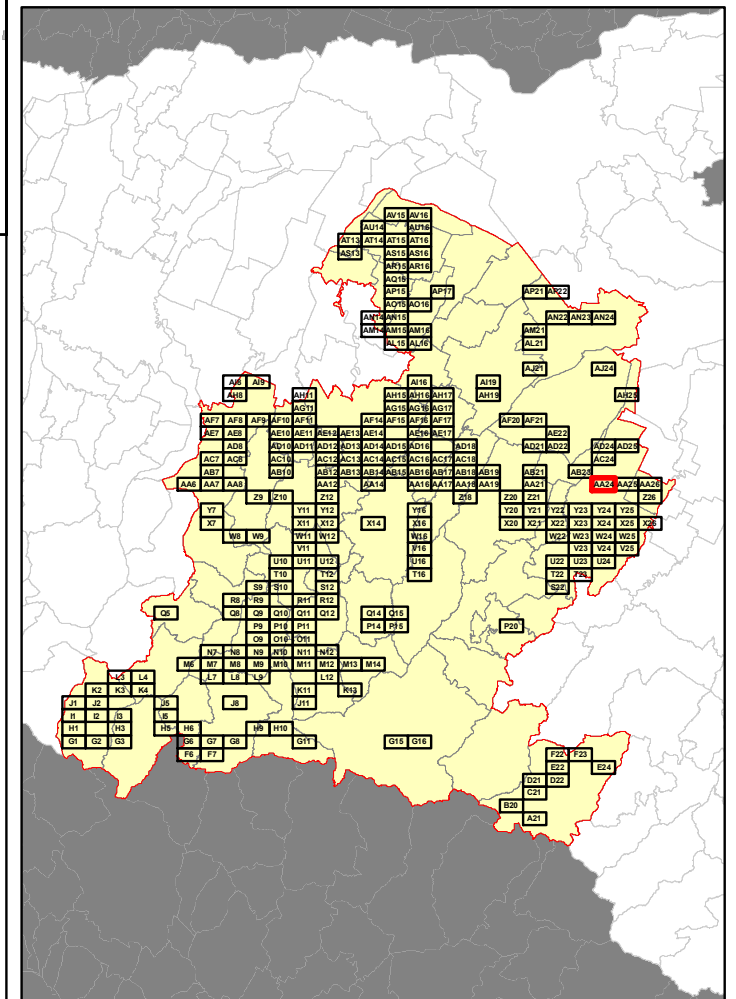 AV15 AV16
AU14 AU16
AT13 AT14 AT15 AT16
AS13 AS15 AS16
AR15 AR16
AQ15
AP15 AP17 AP21 AP22
AO15 AO16
AN14 AN15 AN22 AN23 AN24
AM14 AM15 AM16 AM21
AL15 AL16 AL21
AJ21 AJ24
AI8 AI9 AI16 AI19
AH8 AH11 AH15 AH16 AH17 AH19 AH25
AG11 AG15 AG16 AG17
AF7 AF8 AF9 AF10 AF11 AF14 AF15 AF16 AF17 AF20 AF21
AE7 AE8 AE10 AE11 AE12 AE13 AE14 AE16 AE17 AE22
AD8 AD10 AD11 AD12 AD13 AD14 AD15 AD16 AD18 AD21 AD22 AD24 AD25
AC7 AC8 AC10 AC12 AC13 AC14 AC15 AC16 AC17 AC18 AC24
AB7 AB10 AB12 AB13 AB14 AB15 AB16 AB17 AB18 AB19 AB21 AB23
AA6 AA7 AA8 AA12 AA14 AA16 AA17 AA18 AA19 AA21 AA24 AA25 AA26
Z9 Z10 Z12 Z18 Z20 Z21 Z26
Y7 Y11 Y12 Y16 Y20 Y21 Y22 Y23 Y24 Y25
X7 X11 X12 X14 X16 X20 X21 X22 X23 X24 X25 X26
W8 W9 W11 W12 W16 W22 W23 W24 W25
V11 V16 V23 V24 V25
U10 U11 U12 U16 U22 U23 U24
T10 T12 T16 T22 T23
S9 S10 S12 S22
R8 R9 R11 R12
Q5 Q8 Q9 Q10 Q11 Q12 Q14 Q15
P9 P10 P11 P14 P15 P20
O9 O10 O11
N7 N8 N9 N10 N11 N12
M6 M7 M8 M9 M10 M11 M12 M13 M14
L3 L4 L7 L8 L9 L12
K2 K3 K4 K11 K13
J1 J2 J5 J8 J11
I1 I2 I3 I5
H1 H3 H5 H6 H9 H10
G1 G2 G3 G6 G7 G8 G11 G15 G16
F6 F7 F22 F23
E22 E24
D21 D22
C21
B20
A21